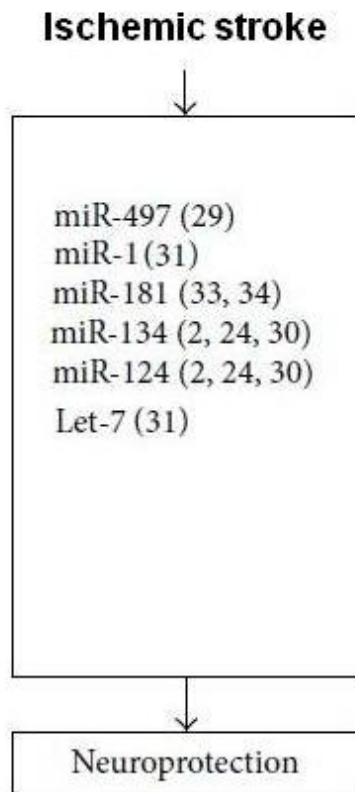 Ischemic stroke
miR-497 (29)
miR-1 (31)
miR-181 (33, 34)
miR-134 (2, 24, 30)
miR-124 (2, 24, 30)
Let-7 (31)
Neuroprotection